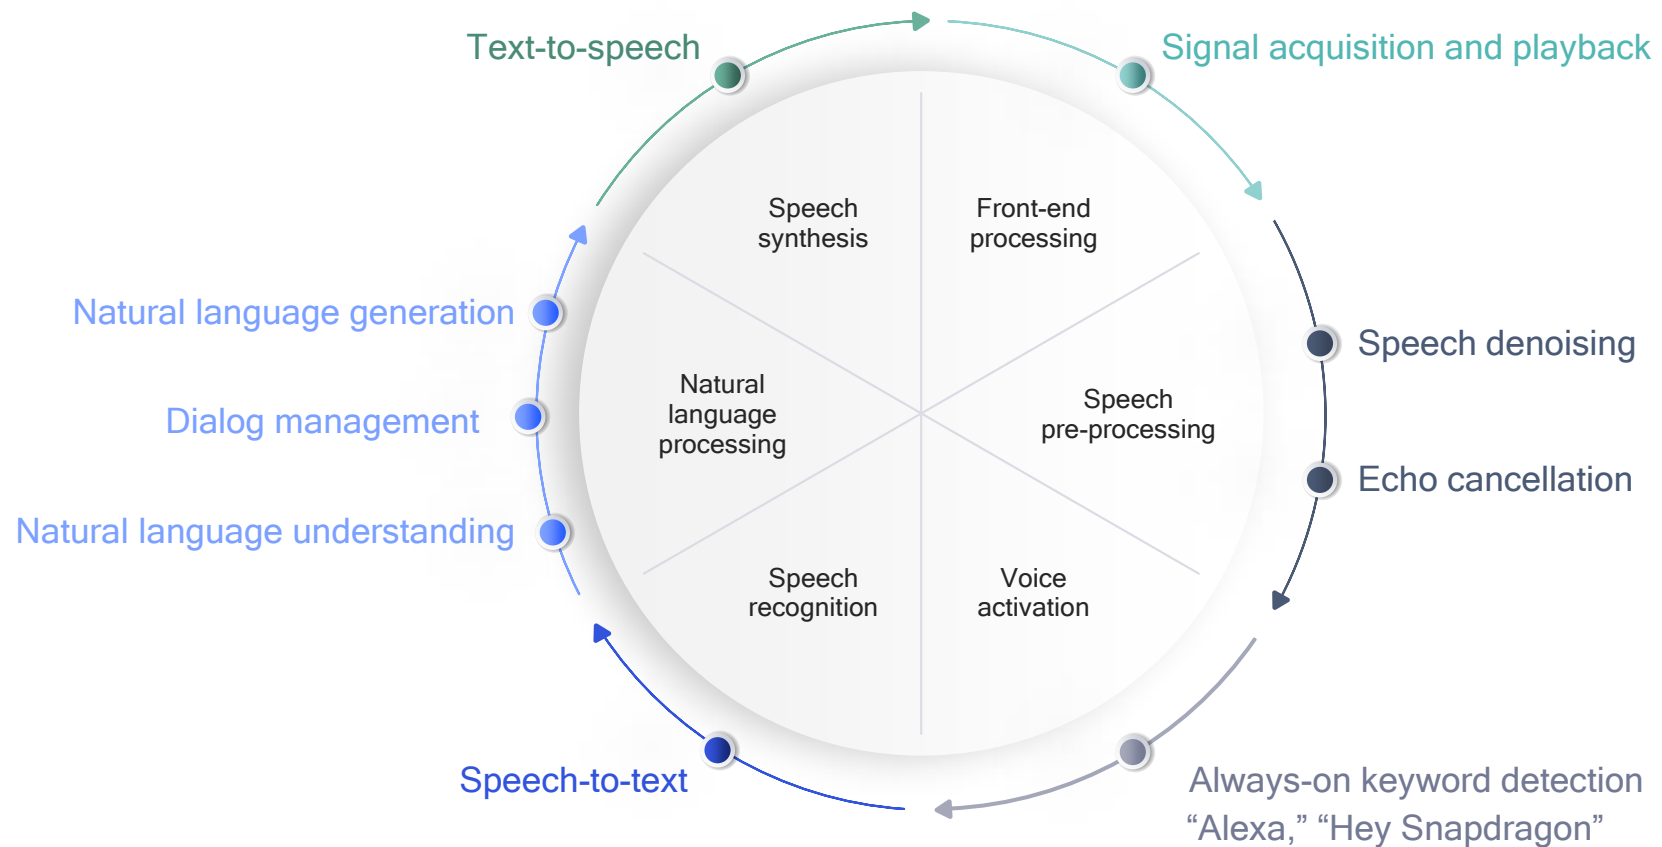 Text-to-speech
Signal acquisition and playback
Speech
synthesis
Front-end
processing
Natural language generation
Speech denoising
Natural
language
processing
Speech
pre-processing
Dialog management
Echo cancellation
Natural language understanding
Speech
recognition
Voice
activation
Speech-to-text
Always-on keyword detection
“Alexa,” “Hey Snapdragon”